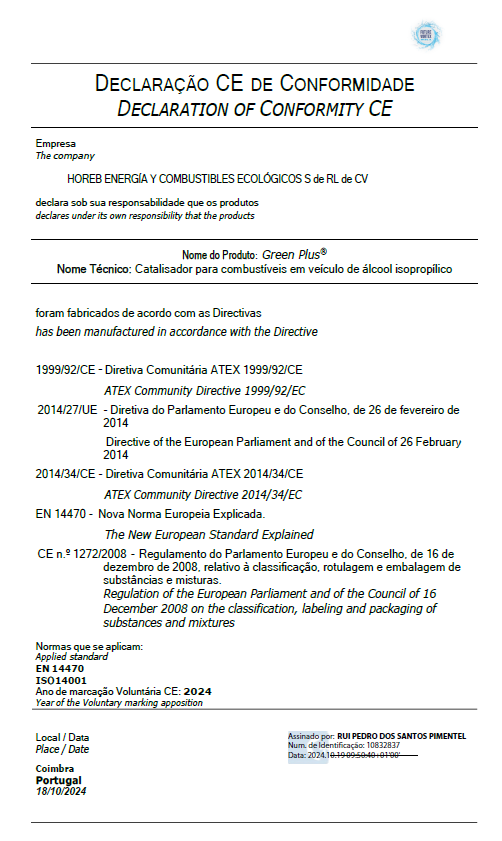 DECLARAÇÃO CE DE CONFORMIDADE
DECLARATION OF CONFORMITY CE
Empresa
The company
HOREB ENERGÍA Y COMBUSTIBLES ECOLÓGICOS S de RL de CV
declara sob sua responsabilidade que os produtos
declares under its own responsibility that the products
Nome do Produto: Green Plus®
Nome Técnico: Catalisador para combustíveis em veículo de álcool isopropílico
foram fabricados de acordo com as Directivas
has been manufactured in accordance with the Directive
1999/92/CE - Diretiva Comunitária ATEX 1999/92/CE
ATEX Community Directive 1999/92/EC
2014/27/UE - Diretiva do Parlamento Europeu e do Conselho, de 26 de fevereiro de
2014
Directive of the European Parliament and of the Council of 26 February
2014
2014/34/CE - Diretiva Comunitária ATEX 2014/34/CE
ATEX Community Directive 2014/34/EC
EN 14470 - Nova Norma Europeia Explicada.
The New European Standard Explained
CE n.º 1272/2008 - Regulamento do Parlamento Europeu e do Conselho, de 16 de
dezembro de 2008, relativo à classificação, rotulagem e embalagem de
substâncias e misturas.
Regulation of the European Parliament and of the Council of 16
December 2008 on the classification, labeling and packaging of
substances and mixtures
Normas que se aplicam:
Applied standard
EN 14470
ISO14001
Ano de marcação Voluntária CE: 2024
Year of the Voluntary marking apposition
Local / Data
Place / Date
Coimbra
Portugal
18/10/2024
Assinado por: RUI PEDRO DOS SANTOS PIMENTEL
Num. de Identificação: 10832837
Data: 2024.10.19 09:50:40+01'00'